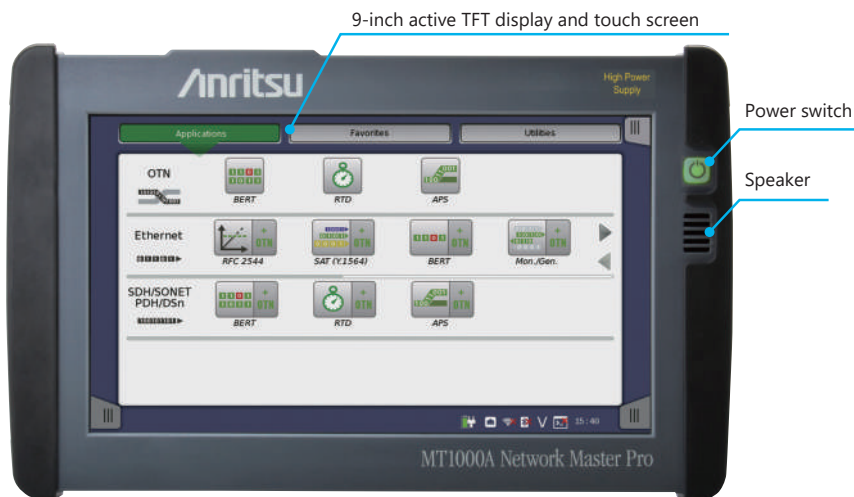 9-inch active TFT display and touch screen
Anritsu
High Power
Supply
Power switch
Speaker
Applications
Favorites
Utilities
OTN
BERT
RTD
APS
Ethernet
OTN
OTN
OTN
RFC 2544
SAT (Y.1564)
BERT
Mon./Gen.
SDH/SONET
PDH/DSn
OTN
OTN
OTN
BERT
RTD
APS
15:40
MT1000A Network Master Pro